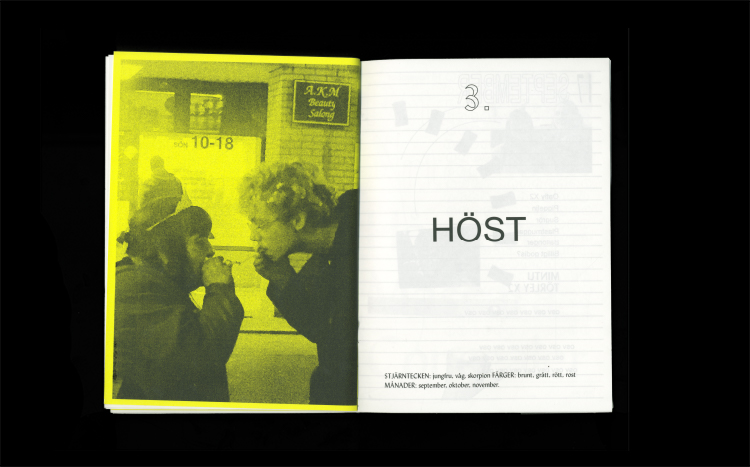 A.K.M
Beauty
Salong
10-18
3.
HÖST
STJÄRNTECKEN: jungfru, våg, skorpion FÄRGER: brunt, grått, rött, rost
MÅNADER: september, oktober, november.